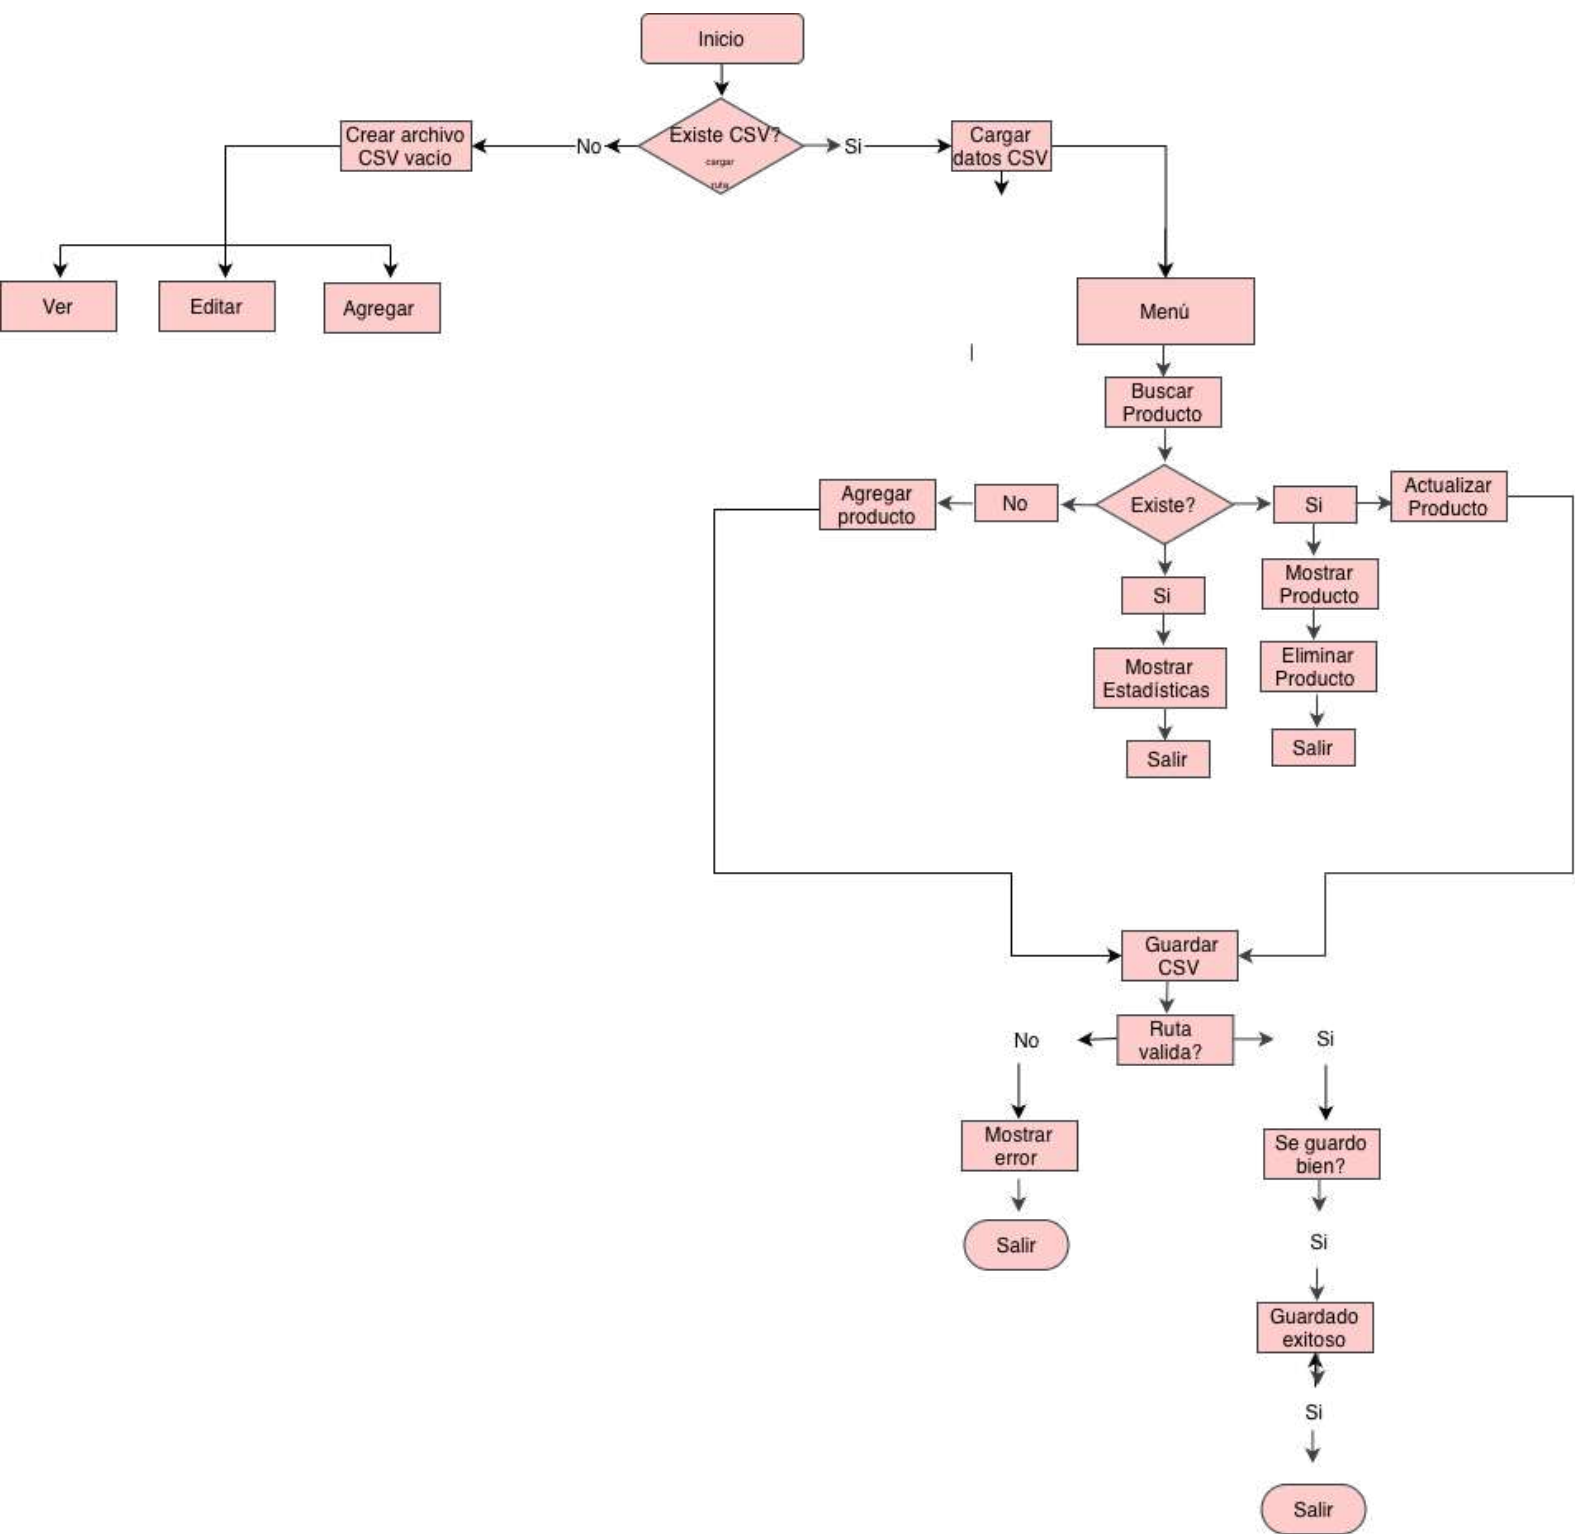 Inicio
Existe CSV?
cargar
ruta
No
Si
Crear archivo
CSV vacio
Cargar
datos CSV
Ver
Editar
Agregar
Menú
Buscar
Producto
Existe?
No
Agregar
producto
Si
Actualizar
Producto
Si
Mostrar
Estadísticas
Salir
Mostrar
Producto
Eliminar
Producto
Salir
Guardar
CSV
Ruta
valida?
No
Si
Mostrar
error
Salir
Se guardo
bien?
Si
Guardado
exitoso
Si
Salir